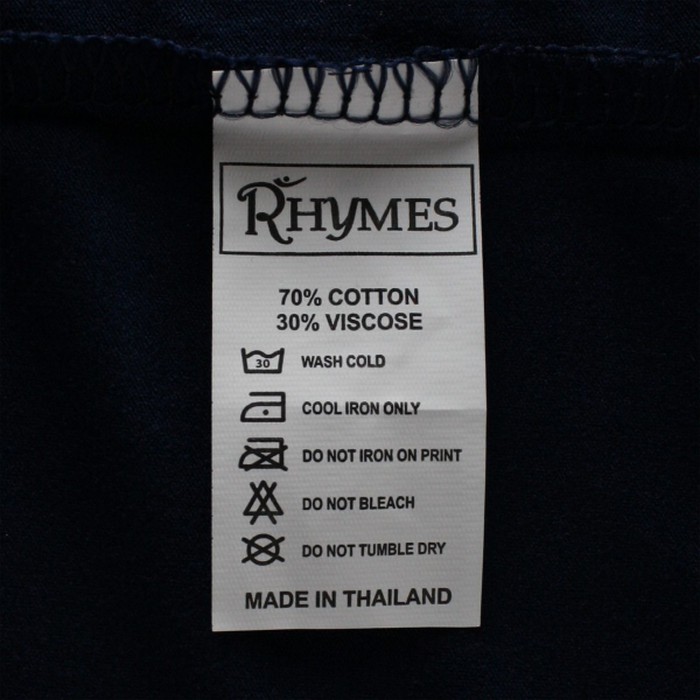 RHYMES
70% COTTON
30% VISCOSE
30 WASH COLD
COOL IRON ONLY
DO NOT IRON ON PRINT
DO NOT BLEACH
DO NOT TUMBLE DRY
MADE IN THAILAND